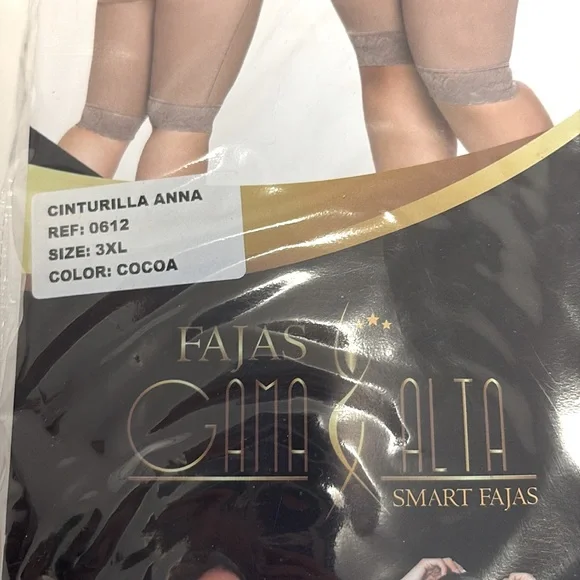 CINTURILLA ANNA
REF: 0612
SIZE: 3XL
COLOR: COCOA
FAJAS
GAMA ALTA
SMART FAJAS